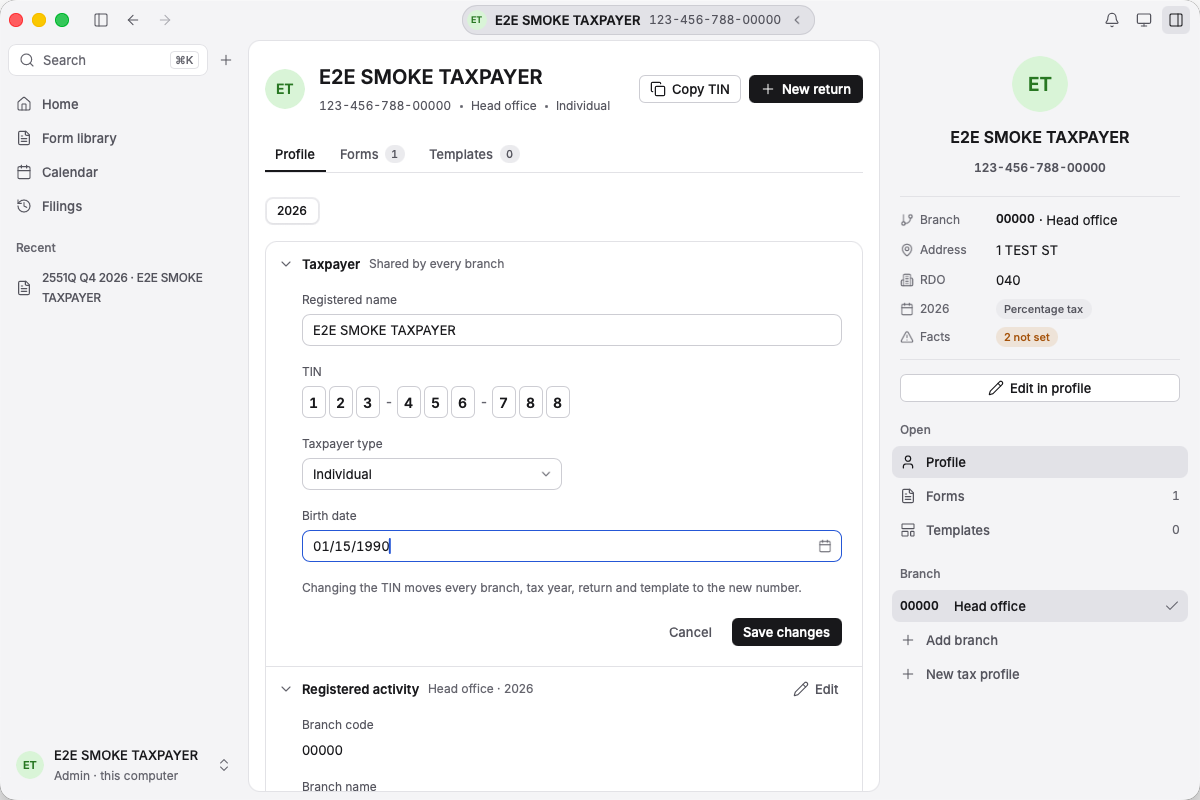 ET E2E SMOKE TAXPAYER 123-456-788-00000
Search ⌘K
Home
Form library
Calendar
Filings
Recent
2551Q Q4 2026 · E2E SMOKE
TAXPAYER
ET
E2E SMOKE TAXPAYER
Admin · this computer
ET
E2E SMOKE TAXPAYER
123-456-788-00000 • Head office • Individual
Copy TIN
New return
Profile
Forms 1
Templates 0
2026
Taxpayer Shared by every branch
Registered name
E2E SMOKE TAXPAYER
TIN
1 2 3 - 4 5 6 - 7 8 8
Taxpayer type
Individual
Birth date
01/15/1990
Changing the TIN moves every branch, tax year, return and template to the new number.
Cancel
Save changes
Registered activity Head office · 2026
Edit
Branch code
00000
Branch name
ET
E2E SMOKE TAXPAYER
123-456-788-00000
Branch 00000 · Head office
Address 1 TEST ST
RDO 040
2026 Percentage tax
Facts 2 not set
Edit in profile
Open
Profile
Forms 1
Templates 0
Branch
00000 Head office
Add branch
New tax profile